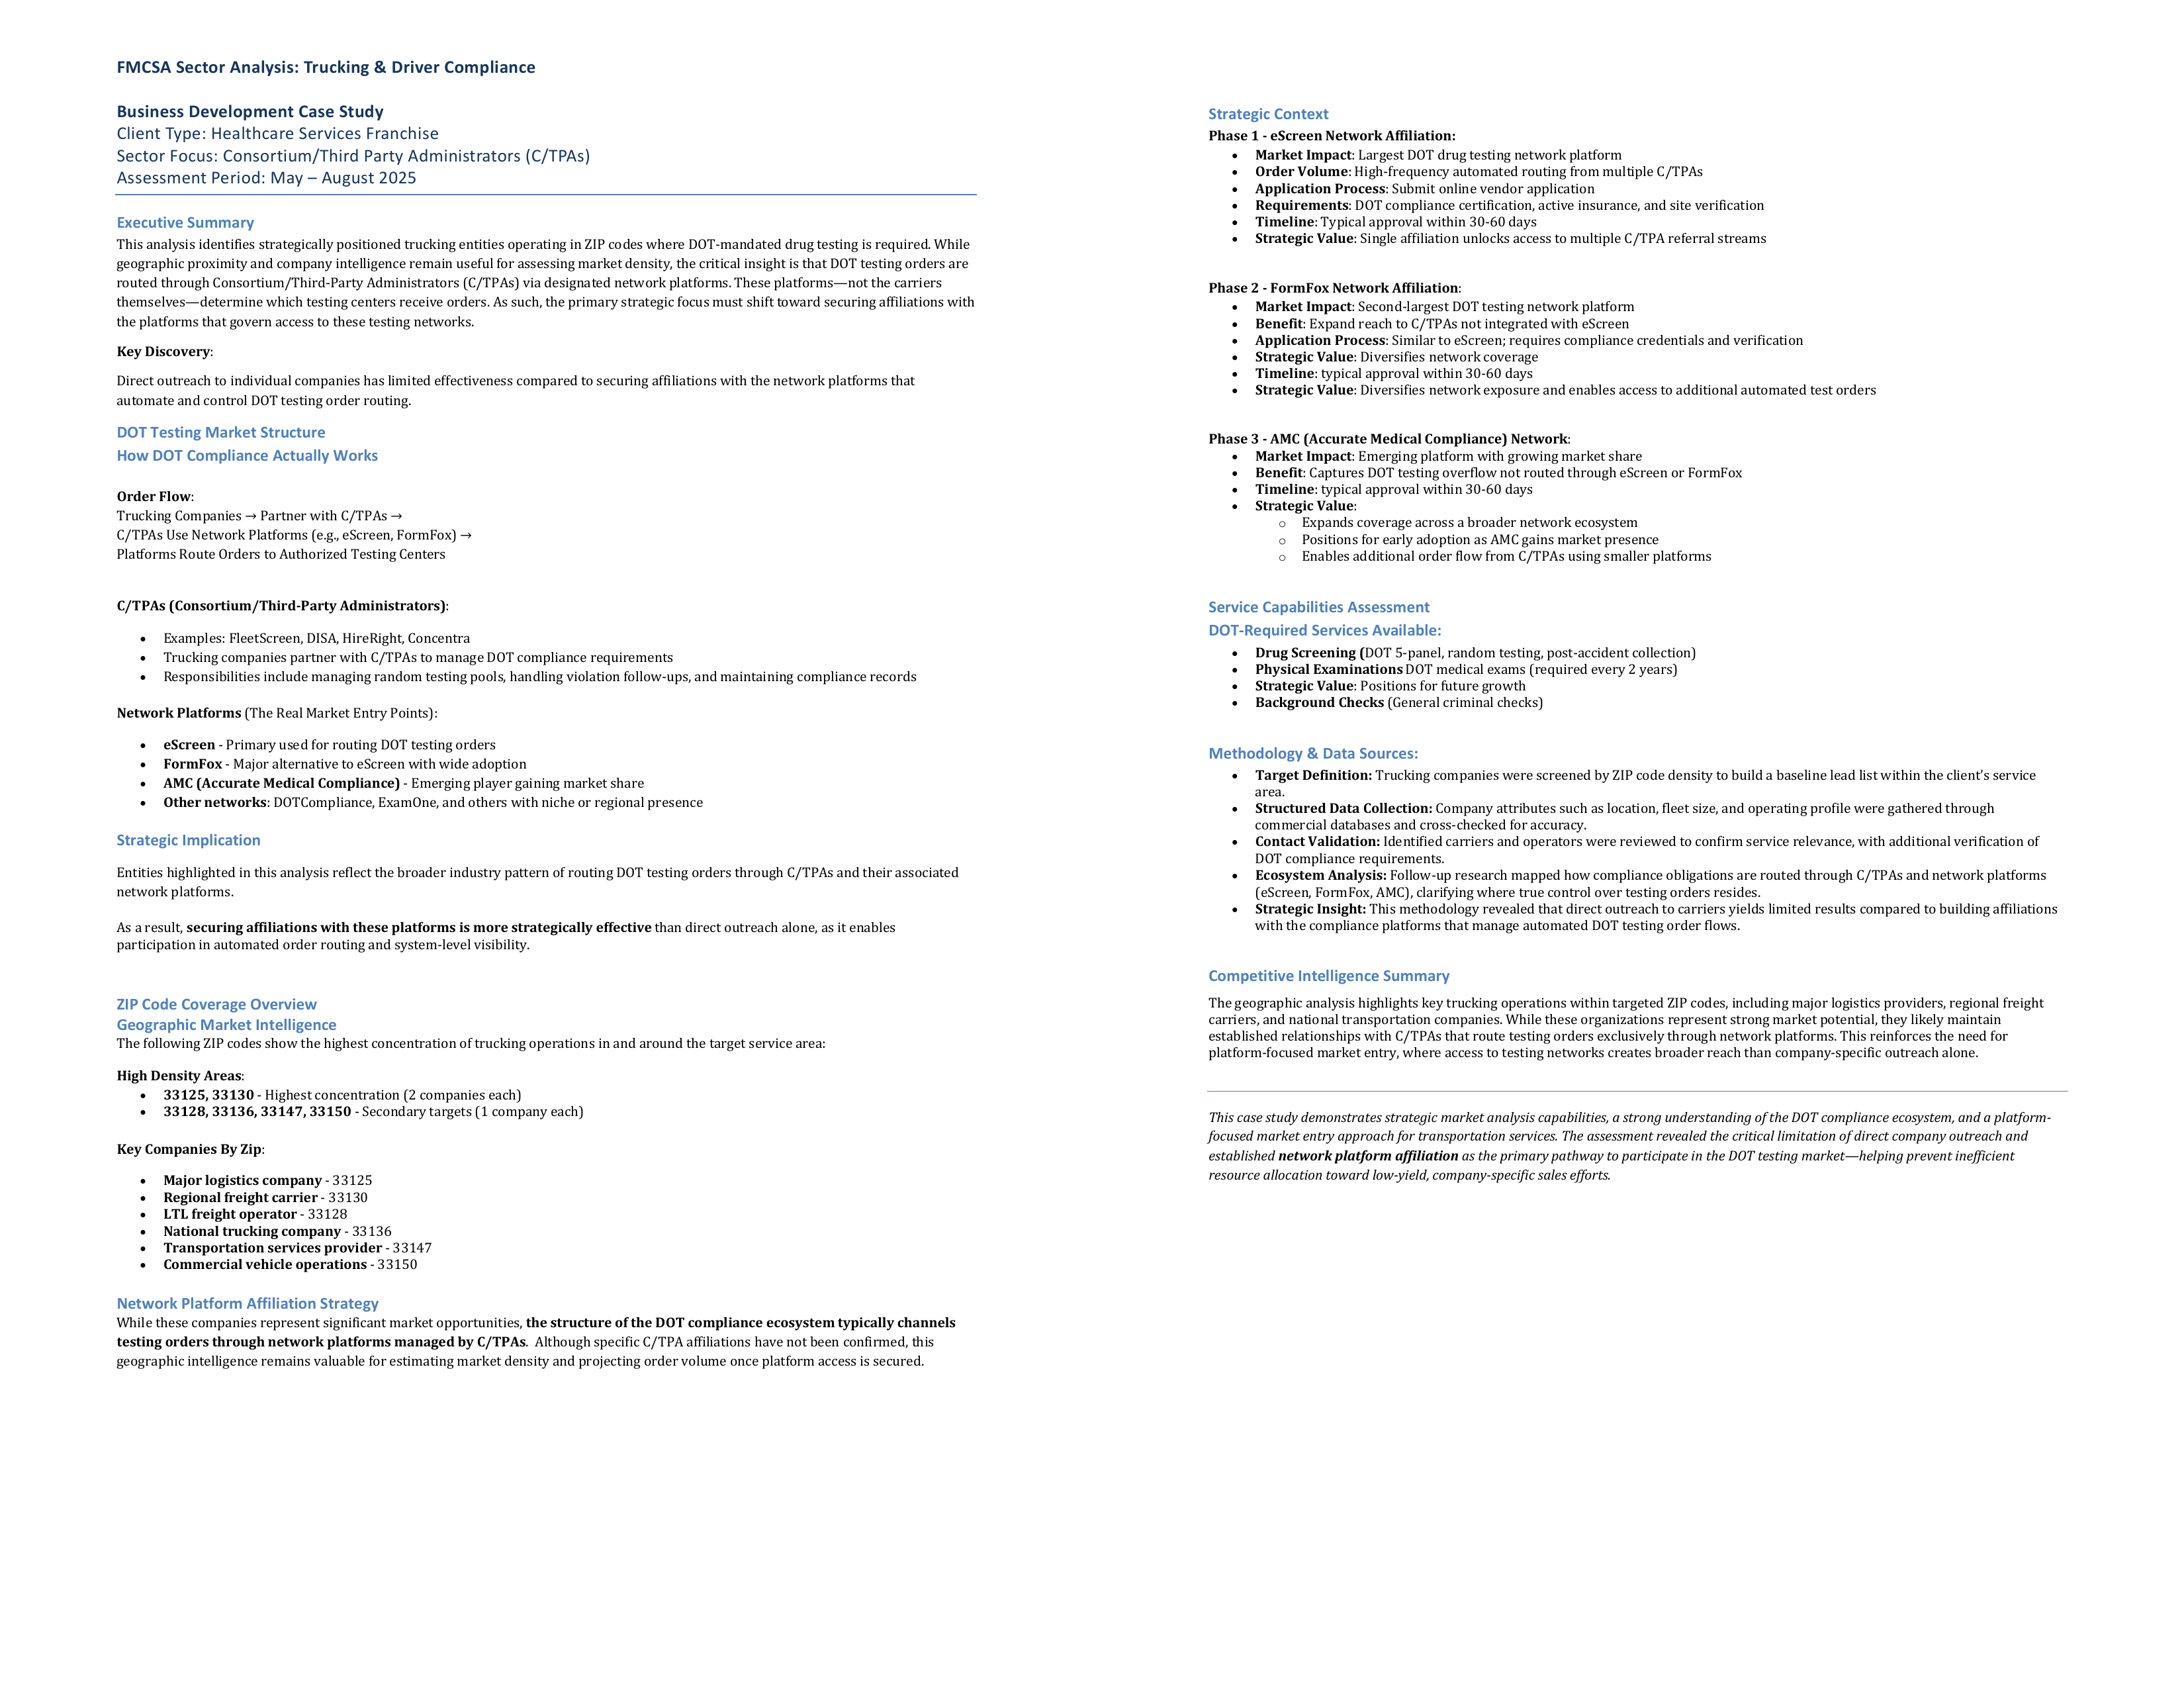 FMCSA Sector Analysis: Trucking & Driver Compliance
Business Development Case Study
Client Type: Healthcare Services Franchise
Sector Focus: Consortium/Third Party Administrators (C/TPAs)
Assessment Period: May – August 2025
Executive Summary
This analysis identifies strategically positioned trucking entities operating in ZIP codes where DOT-mandated drug testing is required. While
geographic proximity and company intelligence remain useful for assessing market density, the critical insight is that DOT testing orders are
routed through Consortium/Third-Party Administrators (C/TPAs) via designated network platforms. These platforms—not the carriers
themselves—determine which testing centers receive orders. As such, the primary strategic focus must shift toward securing affiliations with
the platforms that govern access to these testing networks.
Key Discovery:
Direct outreach to individual companies has limited effectiveness compared to securing affiliations with the network platforms that
automate and control DOT testing order routing.
DOT Testing Market Structure
How DOT Compliance Actually Works
Order Flow:
Trucking Companies → Partner with C/TPAs →
C/TPAs Use Network Platforms (e.g., eScreen, FormFox) →
Platforms Route Orders to Authorized Testing Centers
C/TPAs (Consortium/Third-Party Administrators):
• Examples: FleetScreen, DISA, HireRight, Concentra
• Trucking companies partner with C/TPAs to manage DOT compliance requirements
• Responsibilities include managing random testing pools, handling violation follow-ups, and maintaining compliance records
Network Platforms (The Real Market Entry Points):
• eScreen - Primary used for routing DOT testing orders
• FormFox - Major alternative to eScreen with wide adoption
• AMC (Accurate Medical Compliance) - Emerging player gaining market share
• Other networks: DOTCompliance, ExamOne, and others with niche or regional presence
Strategic Implication
Entities highlighted in this analysis reflect the broader industry pattern of routing DOT testing orders through C/TPAs and their associated
network platforms.
As a result, securing affiliations with these platforms is more strategically effective than direct outreach alone, as it enables
participation in automated order routing and system-level visibility.
ZIP Code Coverage Overview
Geographic Market Intelligence
The following ZIP codes show the highest concentration of trucking operations in and around the target service area:
High Density Areas:
• 33125, 33130 - Highest concentration (2 companies each)
• 33128, 33136, 33147, 33150 - Secondary targets (1 company each)
Key Companies By Zip:
• Major logistics company - 33125
• Regional freight carrier - 33130
• LTL freight operator - 33128
• National trucking company - 33136
• Transportation services provider - 33147
• Commercial vehicle operations - 33150
Network Platform Affiliation Strategy
While these companies represent significant market opportunities, the structure of the DOT compliance ecosystem typically channels
testing orders through network platforms managed by C/TPAs. Although specific C/TPA affiliations have not been confirmed, this
geographic intelligence remains valuable for estimating market density and projecting order volume once platform access is secured.
Strategic Context
Phase 1 - eScreen Network Affiliation:
• Market Impact: Largest DOT drug testing network platform
• Order Volume: High-frequency automated routing from multiple C/TPAs
• Application Process: Submit online vendor application
• Requirements: DOT compliance certification, active insurance, and site verification
• Timeline: Typical approval within 30-60 days
• Strategic Value: Single affiliation unlocks access to multiple C/TPA referral streams
Phase 2 - FormFox Network Affiliation:
• Market Impact: Second-largest DOT testing network platform
• Benefit: Expand reach to C/TPAs not integrated with eScreen
• Application Process: Similar to eScreen; requires compliance credentials and verification
• Strategic Value: Diversifies network coverage
• Timeline: typical approval within 30-60 days
• Strategic Value: Diversifies network exposure and enables access to additional automated test orders
Phase 3 - AMC (Accurate Medical Compliance) Network:
• Market Impact: Emerging platform with growing market share
• Benefit: Captures DOT testing overflow not routed through eScreen or FormFox
• Timeline: typical approval within 30-60 days
• Strategic Value:
o Expands coverage across a broader network ecosystem
o Positions for early adoption as AMC gains market presence
o Enables additional order flow from C/TPAs using smaller platforms
Service Capabilities Assessment
DOT-Required Services Available:
• Drug Screening (DOT 5-panel, random testing, post-accident collection)
• Physical Examinations DOT medical exams (required every 2 years)
• Strategic Value: Positions for future growth
• Background Checks (General criminal checks)
Methodology & Data Sources:
• Target Definition: Trucking companies were screened by ZIP code density to build a baseline lead list within the client's service
area.
• Structured Data Collection: Company attributes such as location, fleet size, and operating profile were gathered through
commercial databases and cross-checked for accuracy.
• Contact Validation: Identified carriers and operators were reviewed to confirm service relevance, with additional verification of
DOT compliance requirements.
• Ecosystem Analysis: Follow-up research mapped how compliance obligations are routed through C/TPAs and network platforms
(eScreen, FormFox, AMC), clarifying where true control over testing orders resides.
• Strategic Insight: This methodology revealed that direct outreach to carriers yields limited results compared to building affiliations
with the compliance platforms that manage automated DOT testing order flows.
Competitive Intelligence Summary
The geographic analysis highlights key trucking operations within targeted ZIP codes, including major logistics providers, regional freight
carriers, and national transportation companies. While these organizations represent strong market potential, they likely maintain
established relationships with C/TPAs that route testing orders exclusively through network platforms. This reinforces the need for
platform-focused market entry, where access to testing networks creates broader reach than company-specific outreach alone.
This case study demonstrates strategic market analysis capabilities, a strong understanding of the DOT compliance ecosystem, and a platform-
focused market entry approach for transportation services. The assessment revealed the critical limitation of direct company outreach and
established network platform affiliation as the primary pathway to participate in the DOT testing market—helping prevent inefficient
resource allocation toward low-yield, company-specific sales efforts.